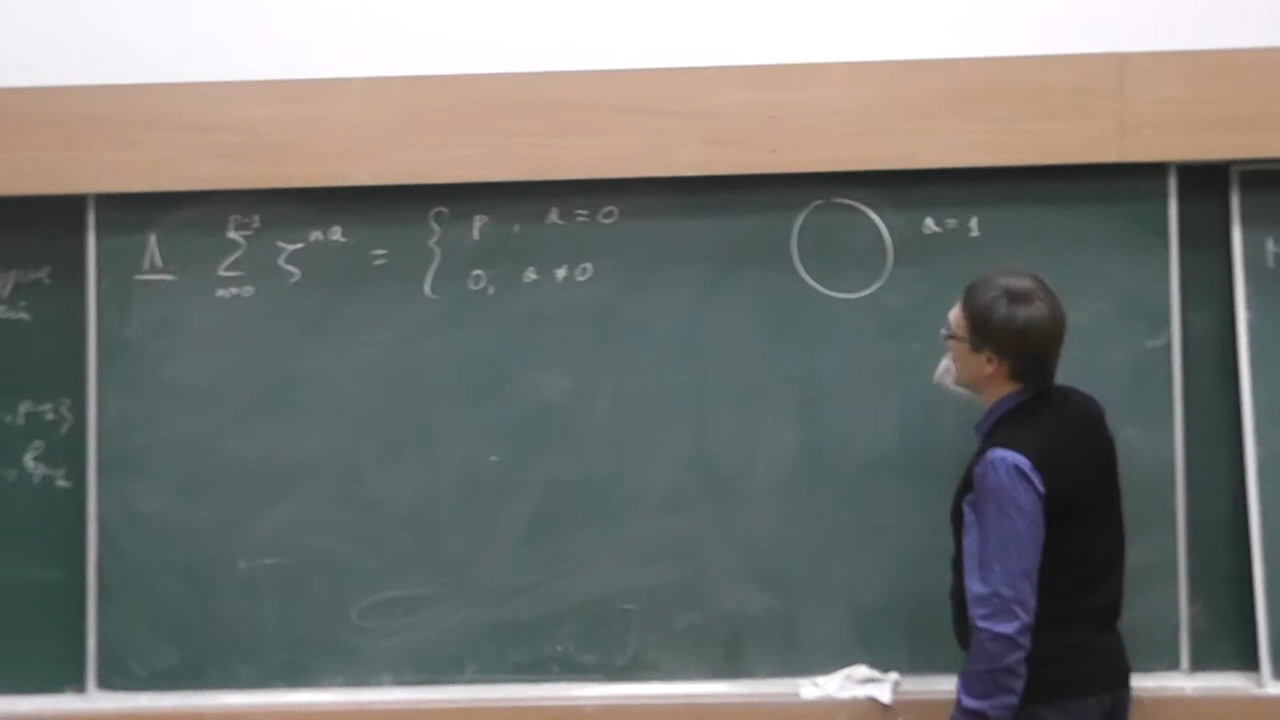 Λ ∑_{n=0}^{p-1} ζ^{na} = { p, a = 0
0, a ≠ 0
a = 1